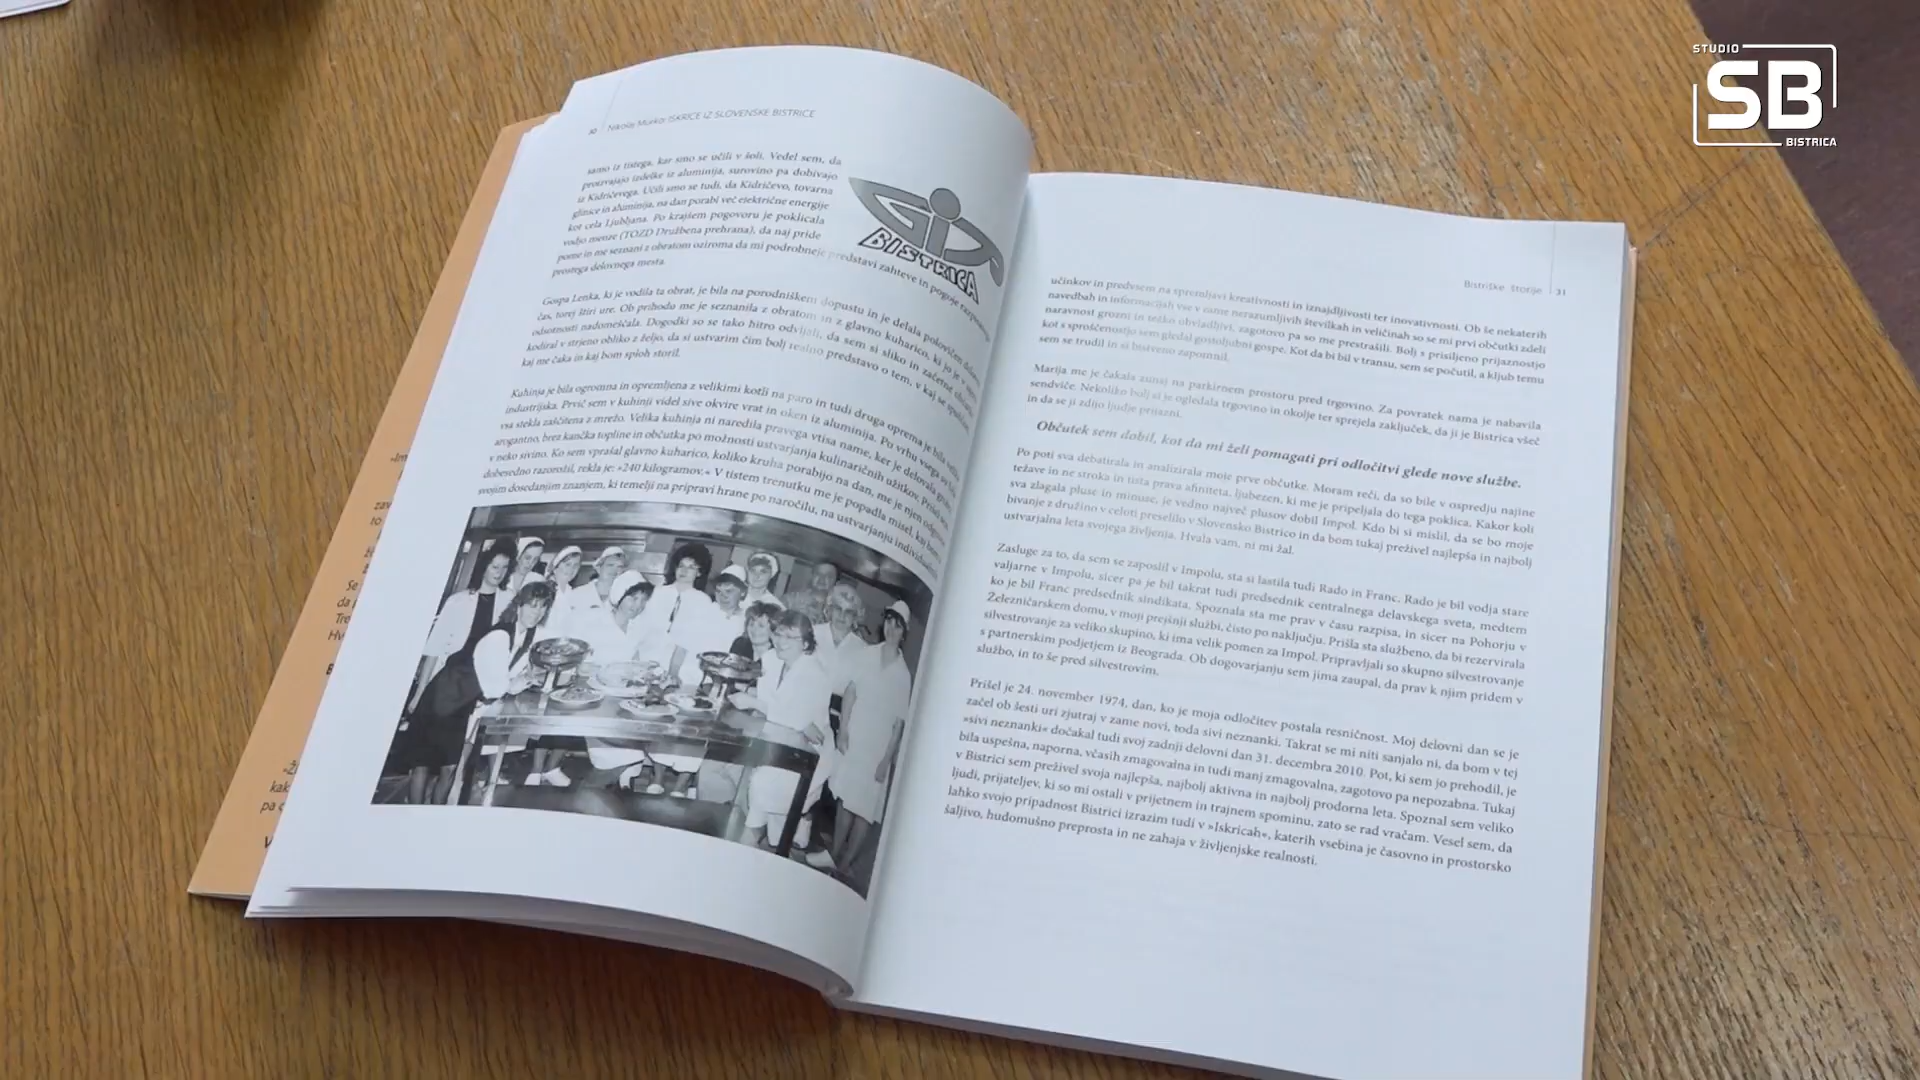 STUDIO
SB
BISTRICA
30 Nikola Murko: ISKRICE IZ SLOVENSKE BISTRICE
samo iz tistega, kar smo se učili v šoli. Vedel sem, da
proizvajajo izdelke iz aluminija, surovino pa dobivajo
iz Kidričevega. Učili smo se tudi, da Kidričevo, tovarna
glinice in aluminija, na dan porabi več električne energije
kot cela Ljubljana. Po krajšem pogovoru je poklicala
vodjo menze (TOZD Družbena prehrana), da naj pride
pome in me seznani z obratom oziroma da mi podrobneje predstavi zahteve in pogoje
prostega delovnega mesta.
GIP
BISTRICA
Gospa Lenka, ki je vodila ta obrat, je bila na porodniškem dopustu in je delala polovičen
čas, torej štiri ure. Ob prihodu me je seznanila z obratom in z glavno kuharico, ki jo je v
odsotnosti nadomeščala. Dogodki so se tako hitro odvijali, da sem si sliko in začetne
kodiral v strjeno obliko z željo, da si ustvarim čim bolj realno predstavo o tem, v kaj se
kaj me čaka in kaj bom sploh storil.
Kuhinja je bila ogromna in opremljena z velikimi kotli na paro in tudi druga oprema je bila
industrijska. Prvič sem v kuhinji videl sive okvire vrat in oken iz aluminija. Po vrhu vsega so bila
vsa stekla zaščitena z mrežo. Velika kuhinja ni naredila pravega vtisa name, ker je delovala
arogantno, brez kančka topline in občutka po možnosti ustvarjanja kulinaričnih užitkov.
v neko sivino. Ko sem vprašal glavno kuharico, koliko kruha porabijo na dan, me je njen odgovor
dobesedno razorožil, rekla je: »240 kilogramov.« V tistem trenutku me je popadla misel, kaj bom
svojim dosedanjim znanjem, ki temelji na pripravi hrane po naročilu, na ustvarjanju
Bistriške štorije 31
učinkov in predvsem na spremljavi kreativnosti in iznajdljivosti ter inovativnosti. Ob še nekaterih
navedbah in informacijah vse v zame nerazumljivih številkah in veličinah so se mi prvi občutki zdeli
naravnost grozni in težko obvladljivi, zagotovo pa so me prestrašili. Bolj s prisiljeno prijaznostjo
kot s sproščenostjo sem gledal gostoljubni gospe. Kot da bi bil v transu, sem se počutil, a kljub temu
sem se trudil in si bistveno zapomnil.
Marija me je čakala zunaj na parkirnem prostoru pred trgovino. Za povratek nama je nabavila
sendviče. Nekoliko bolj si je ogledala trgovino in okolje ter sprejela zaključek, da ji je Bistrica všeč
in da se ji zdijo ljudje prijazni.
Občutek sem dobil, kot da mi želi pomagati pri odločitvi glede nove službe.
Po poti sva debatirala in analizirala moje prve občutke. Moram reči, da so bile v ospredju najine
težave in ne stroka in tista prava afiniteta, ljubezen, ki me je pripeljala do tega poklica. Kakor koli
sva zlagala pluse in minuse, je vedno največ plusov dobil Impol. Kdo bi si mislil, da se bo moje
bivanje z družino v celoti preselilo v Slovensko Bistrico in da bom tukaj preživel najlepša in najbolj
ustvarjalna leta svojega življenja. Hvala vam, ni mi žal.
Zasluge za to, da sem se zaposlil v Impolu, sta si lastila tudi Rado in Franc. Rado je bil vodja stare
valjarne v Impolu, sicer pa je bil takrat tudi predsednik centralnega delavskega sveta, medtem
ko je bil Franc predsednik sindikata. Spoznala sta me prav v času razpisa, in sicer na Pohorju v
Železničarskem domu, v moji prejšnji službi, čisto po naključju. Prišla sta službeno, da bi rezervirala
silvestrovanje za veliko skupino, ki ima velik pomen za Impol. Pripravljali so skupno silvestrovanje
s partnerskim podjetjem iz Beograda. Ob dogovarjanju sem jima zaupal, da prav k njim pridem v
službo, in to še pred silvestrovim.
Prišel je 24. november 1974, dan, ko je moja odločitev postala resničnost. Moj delovni dan se je
začel ob šesti uri zjutraj v zame novi, toda sivi neznanki. Takrat se mi niti sanjalo ni, da bom v tej
»sivi neznanki« dočakal tudi svoj zadnji delovni dan 31. decembra 2010. Pot, ki sem jo prehodil, je
bila uspešna, naporna, včasih zmagovalna in tudi manj zmagovalna, zagotovo pa nepozabna. Tukaj
v Bistrici sem preživel svoja najlepša, najbolj aktivna in najbolj prodorna leta. Spoznal sem veliko
ljudi, prijateljev, ki so mi ostali v prijetnem in trajnem spominu, zato se rad vračam. Vesel sem, da
lahko svojo pripadnost Bistrici izrazim tudi v »Iskricah«, katerih vsebina je časovno in prostorsko
šaljivo, hudomušno preprosta in ne zahaja v življenjske realnosti.